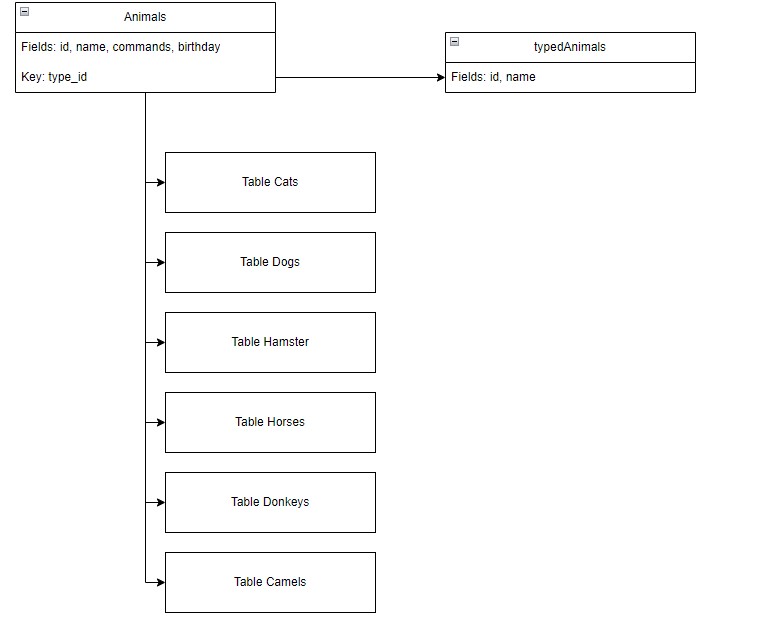 Animals
Fields: id, name, commands, birthday
Key: type_id
typedAnimals
Fields: id, name
Table Cats
Table Dogs
Table Hamster
Table Horses
Table Donkeys
Table Camels